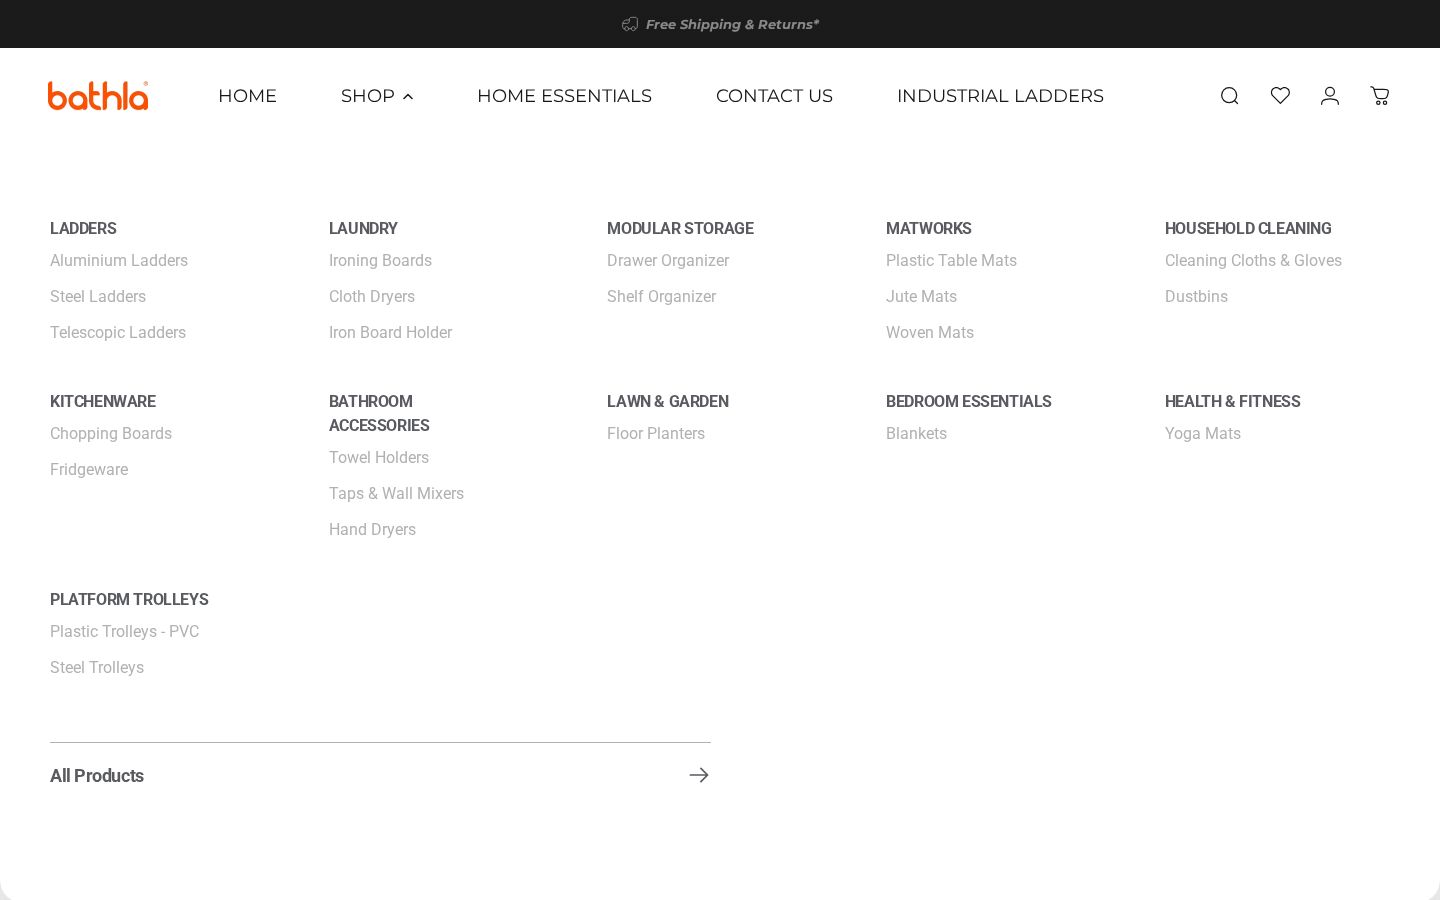 Free Shipping & Returns*
bathla®
HOME
SHOP
HOME ESSENTIALS
CONTACT US
INDUSTRIAL LADDERS
LADDERS
Aluminium Ladders
Steel Ladders
Telescopic Ladders
LAUNDRY
Ironing Boards
Cloth Dryers
Iron Board Holder
MODULAR STORAGE
Drawer Organizer
Shelf Organizer
MATWORKS
Plastic Table Mats
Jute Mats
Woven Mats
HOUSEHOLD CLEANING
Cleaning Cloths & Gloves
Dustbins
KITCHENWARE
Chopping Boards
Fridgeware
BATHROOM
ACCESSORIES
Towel Holders
Taps & Wall Mixers
Hand Dryers
LAWN & GARDEN
Floor Planters
BEDROOM ESSENTIALS
Blankets
HEALTH & FITNESS
Yoga Mats
PLATFORM TROLLEYS
Plastic Trolleys - PVC
Steel Trolleys
All Products